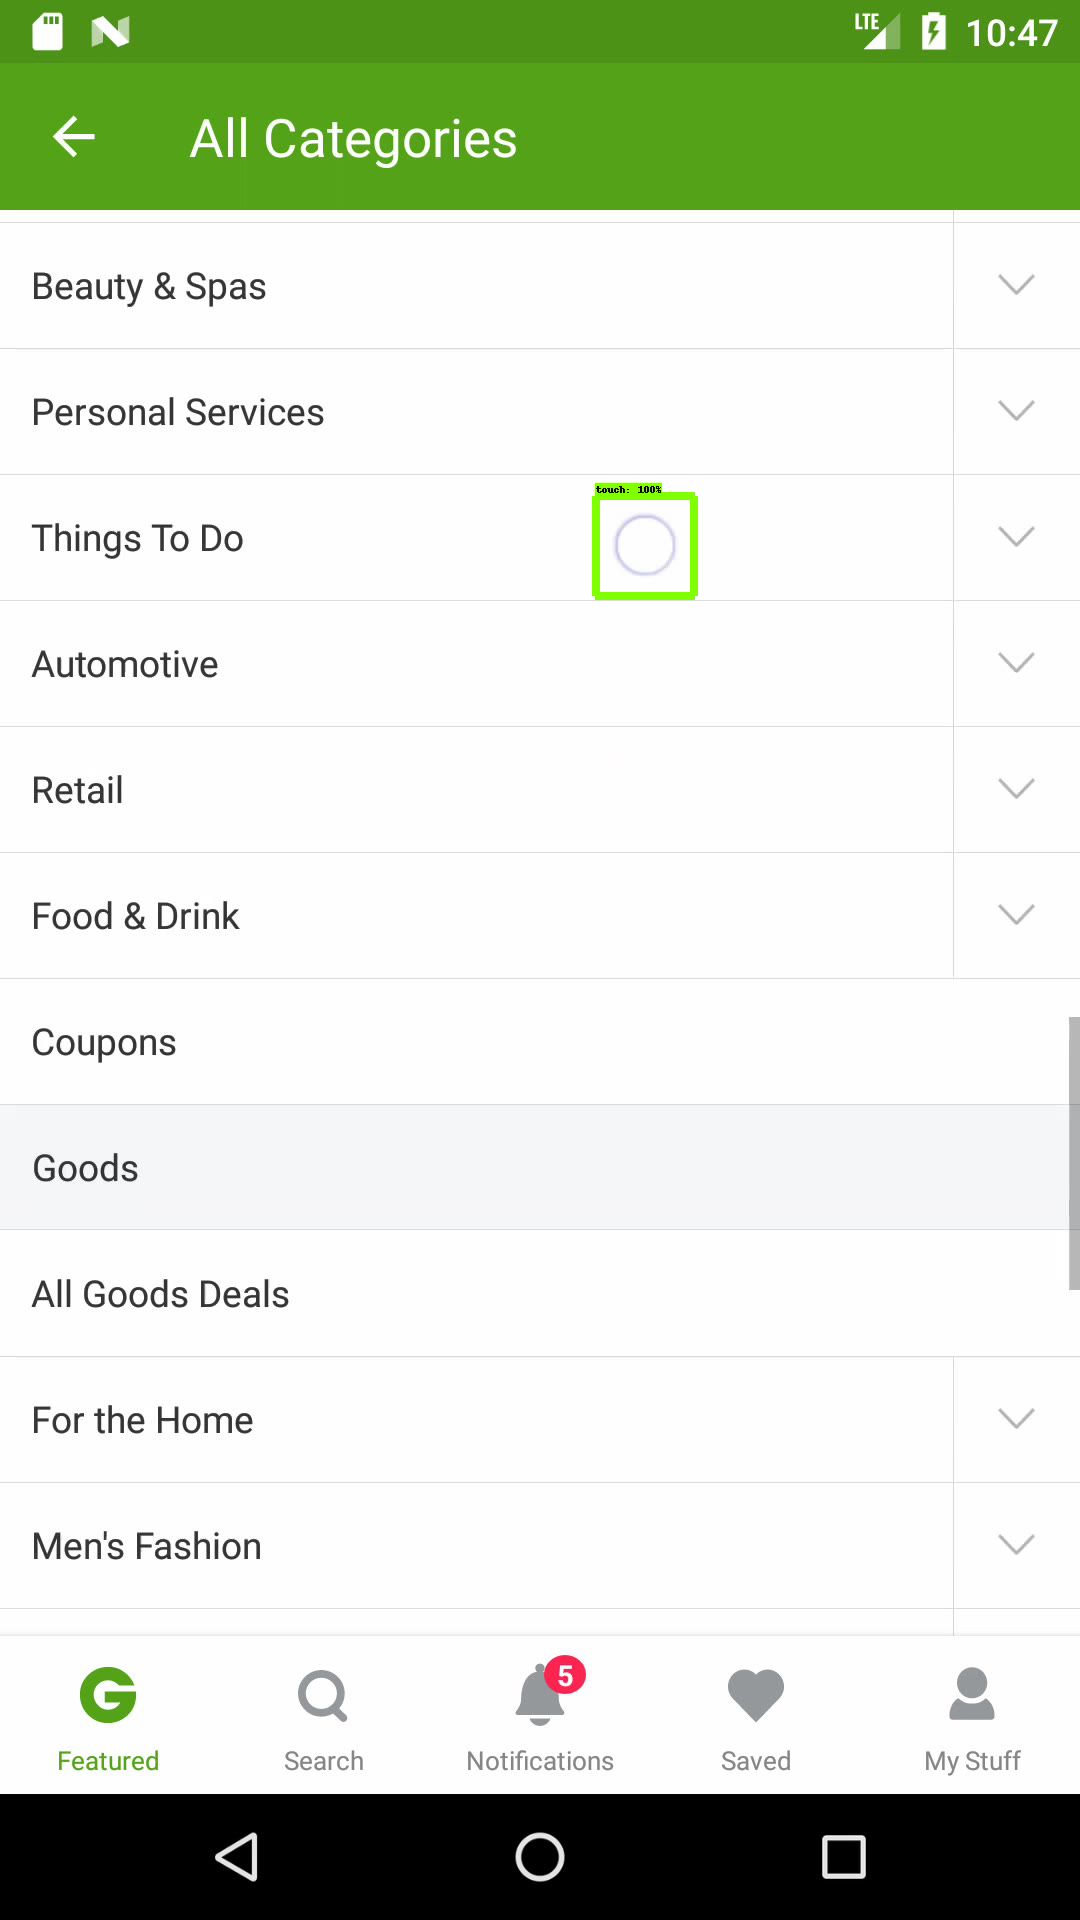 LTE 10:47
All Categories
Beauty & Spas
Personal Services
touch: 100%
Things To Do
Automotive
Retail
Food & Drink
Coupons
Goods
All Goods Deals
For the Home
Men's Fashion
5
Featured Search Notifications Saved My Stuff